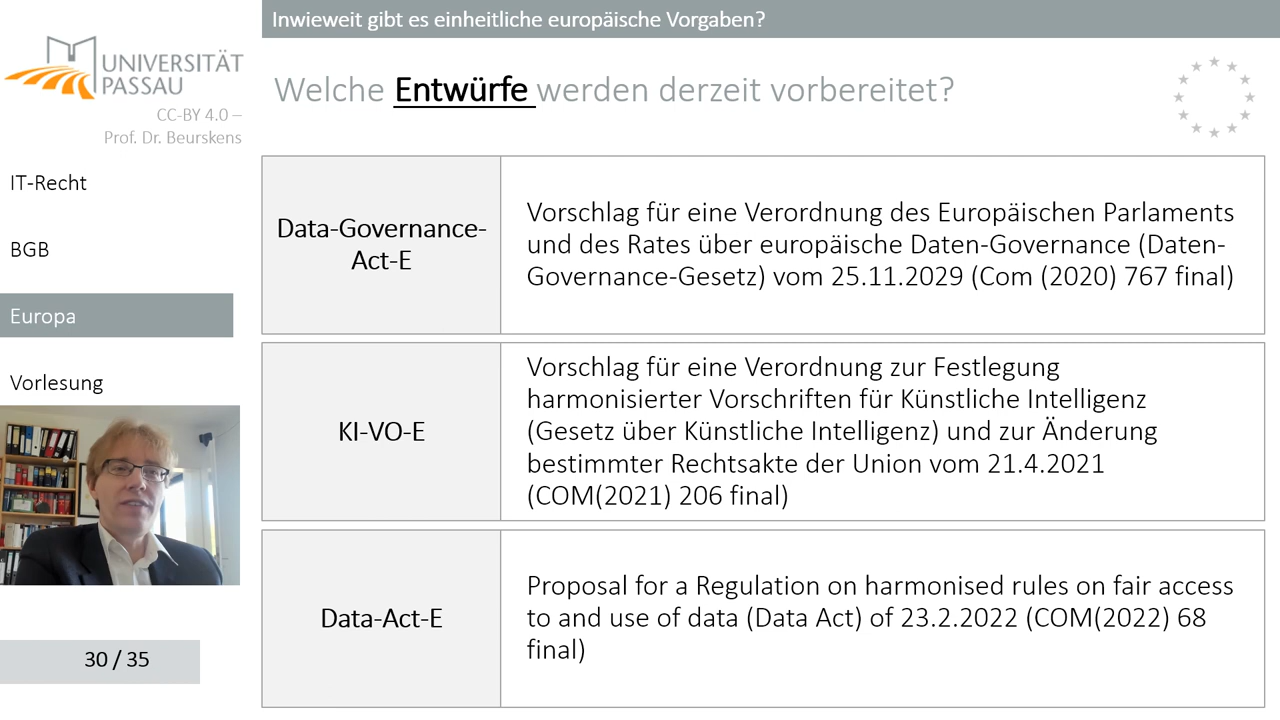 Inwieweit gibt es einheitliche europäische Vorgaben?
UNIVERSITÄT
PASSAU
CC-BY 4.0 –
Prof. Dr. Beurskens
IT-Recht
BGB
Europa
Vorlesung
30 / 35
Welche Entwürfe werden derzeit vorbereitet?
Data-Governance-
Act-E
Vorschlag für eine Verordnung des Europäischen Parlaments
und des Rates über europäische Daten-Governance (Daten-
Governance-Gesetz) vom 25.11.2029 (Com (2020) 767 final)
KI-VO-E
Vorschlag für eine Verordnung zur Festlegung
harmonisierter Vorschriften für Künstliche Intelligenz
(Gesetz über Künstliche Intelligenz) und zur Änderung
bestimmter Rechtsakte der Union vom 21.4.2021
(COM(2021) 206 final)
Data-Act-E
Proposal for a Regulation on harmonised rules on fair access
to and use of data (Data Act) of 23.2.2022 (COM(2022) 68
final)